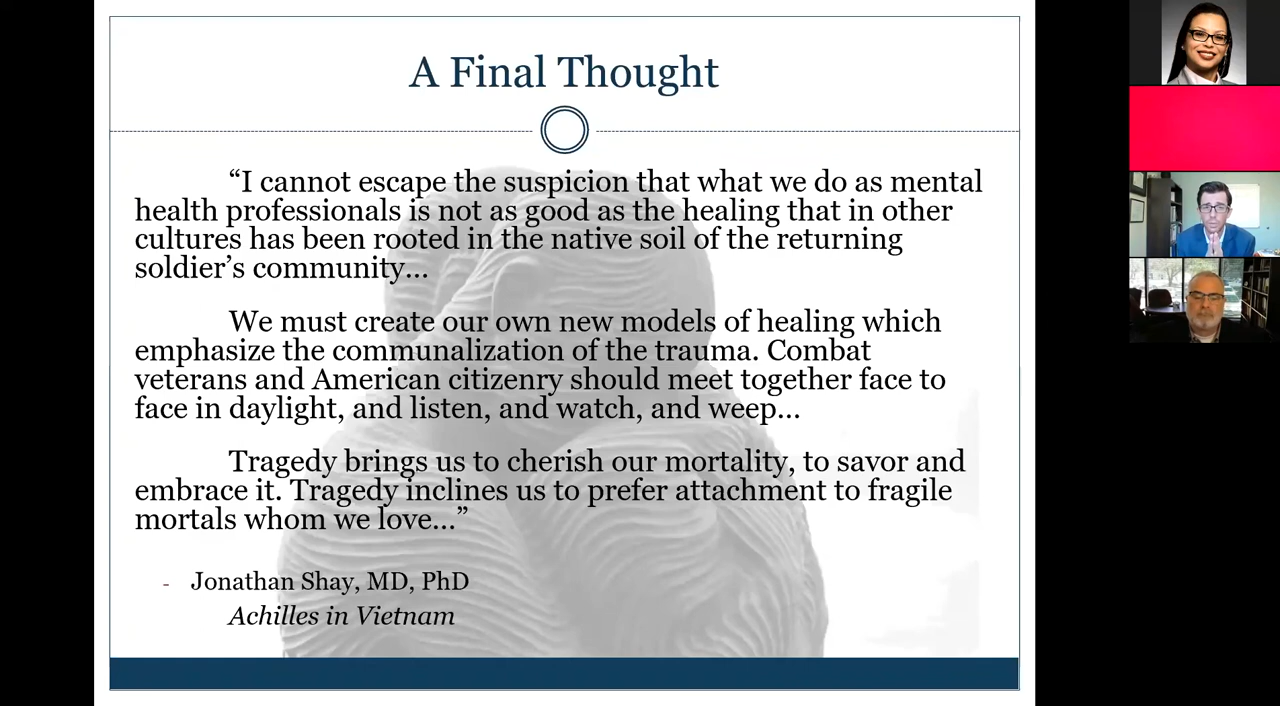 A Final Thought
“I cannot escape the suspicion that what we do as mental
health professionals is not as good as the healing that in other
cultures has been rooted in the native soil of the returning
soldier’s community…
We must create our own new models of healing which
emphasize the communalization of the trauma. Combat
veterans and American citizenry should meet together face to
face in daylight, and listen, and watch, and weep…
Tragedy brings us to cherish our mortality, to savor and
embrace it. Tragedy inclines us to prefer attachment to fragile
mortals whom we love…”
- Jonathan Shay, MD, PhD
Achilles in Vietnam